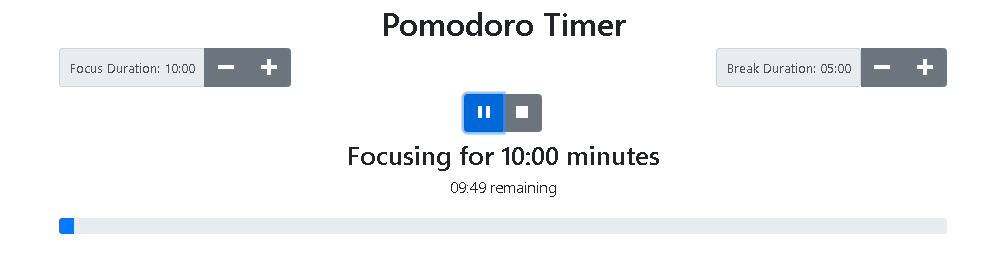 Pomodoro Timer
Focus Duration: 10:00
Break Duration: 05:00
Focusing for 10:00 minutes
09:49 remaining